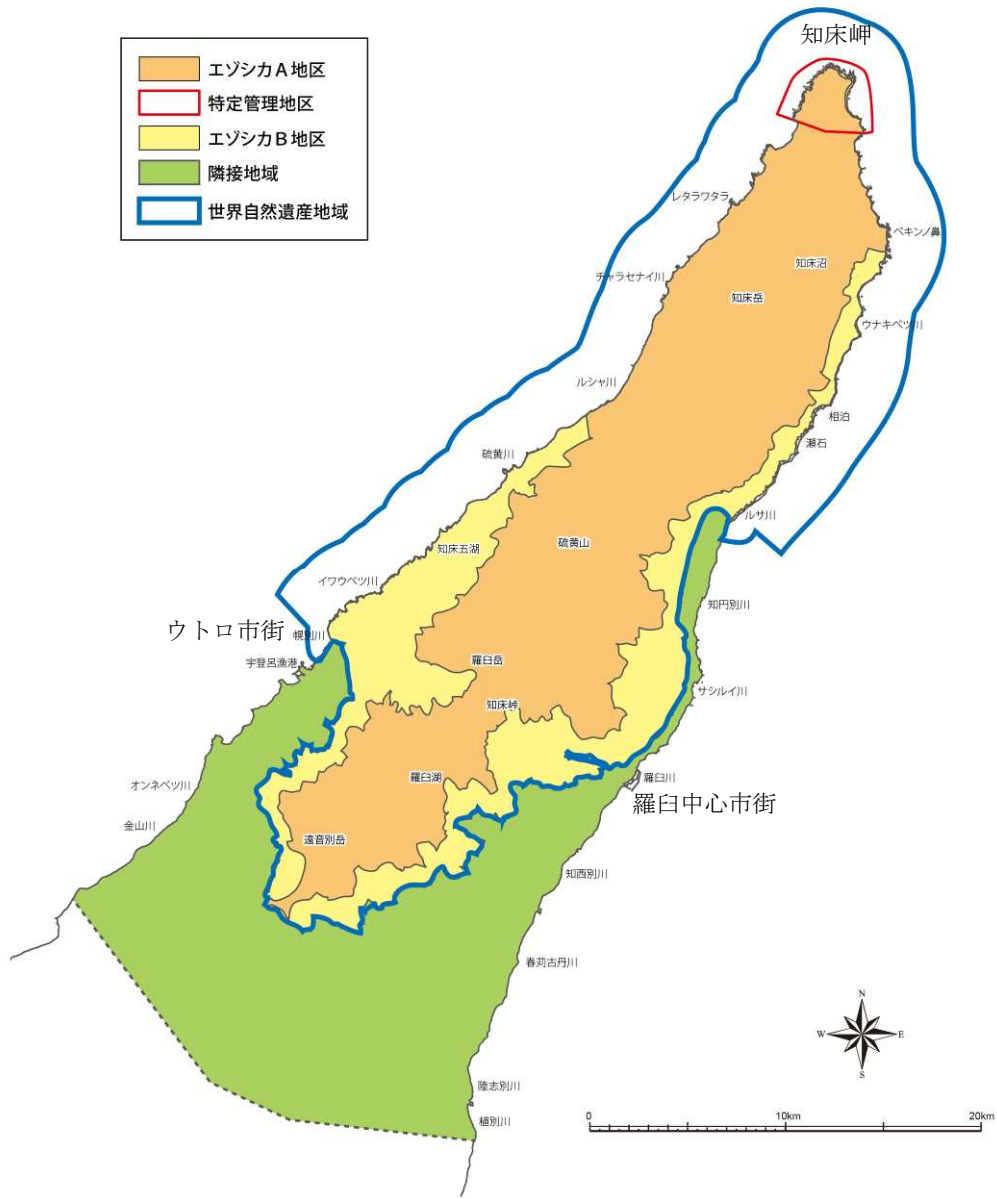 知床岬
エゾシカA地区
特定管理地区
エゾシカB地区
隣接地域
世界自然遺産地域
レタラワタラ
ペキンノ鼻
知床沼
チャラセナイ川
知床岳
ウナキベツ川
ルシャ川
相泊
瀬石
硫黄川
ルサ川
硫黄山
知床五湖
イワウベツ川
知円別川
ウトロ市街
幌別川
宇登呂漁港
羅臼岳
サシルイ川
知床峠
オンネベツ川
羅臼湖
羅臼川
羅臼中心市街
金山川
遠音別岳
知西別川
春苅古丹川
N
W
E
S
陸志別川
植別川
0 10km 20km